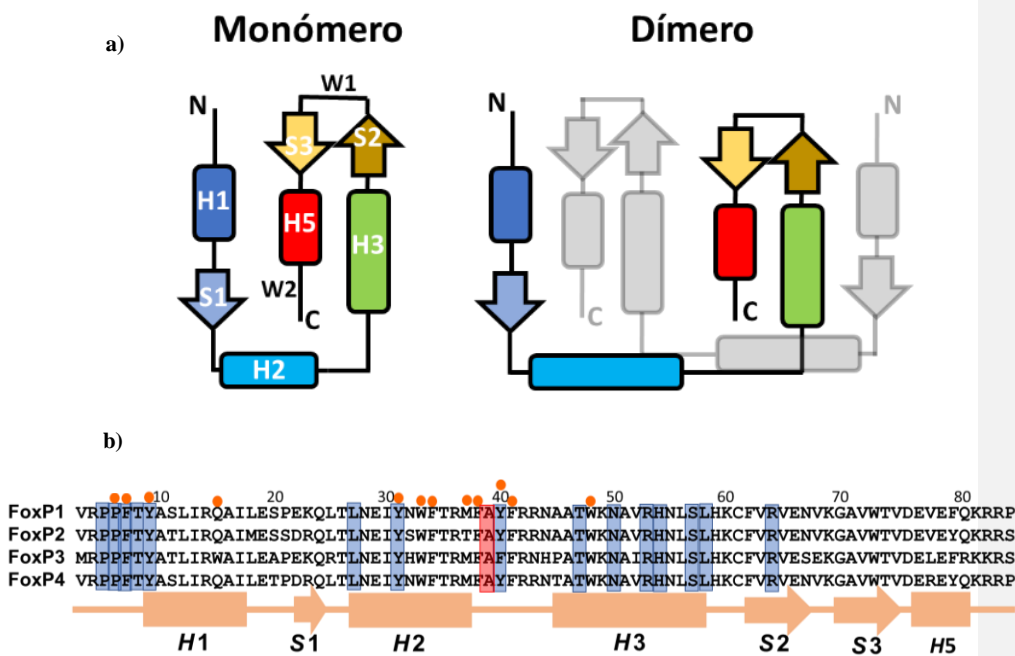 a)
Monómero
Dímero
N
W1
S3
S2
H1
H5
H3
S1
W2
C
H2
N
N
C
C
b)
10 20 30 40 50 60 70 80
FoxP1 VRPPFTYASLIRQAILESPEKQLTLNEIYNWFTRMFAYFRRNAATWKNAVRHNLSLHKCFVRVENVKGAVWTVDEVEFQKRRP
FoxP2 VRPPFTYATLIRQAIMESSDRQLTLNEIYSWFTRTFAYFRRNAATWKNAVRHNLSLHKCFVRVENVKGAVWTVDEVEYQKRRS
FoxP3 MRPPFTYATLIRWAILEAPEKQRTLNEIYHWFTRMFAFFRNHPATWKNAIRHNLSLHKCFVRVESEKGAVWTVDELEFRKKRS
FoxP4 VRPPFTYASLIRQAILETPDRQLTLNEIYNWFTRMFAYFRRNTATWKNAVRHNLSLHKCFVRVENVKGAVWTVDEREYQKRRP
H1 S1 H2 H3 S2 S3 H5